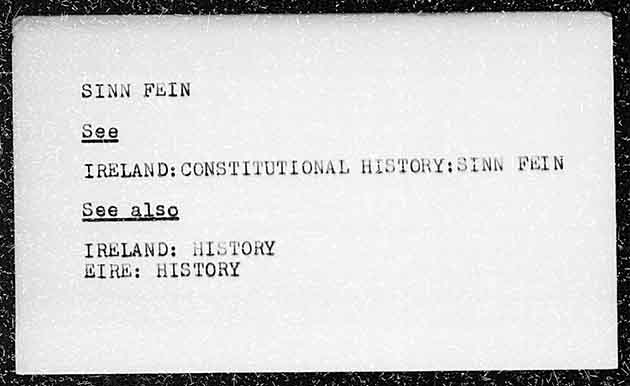 SINN FEIN
See
IRELAND:CONSTITUTIONAL HISTORY:SINN FEIN
See also
IRELAND: HISTORY
EIRE: HISTORY